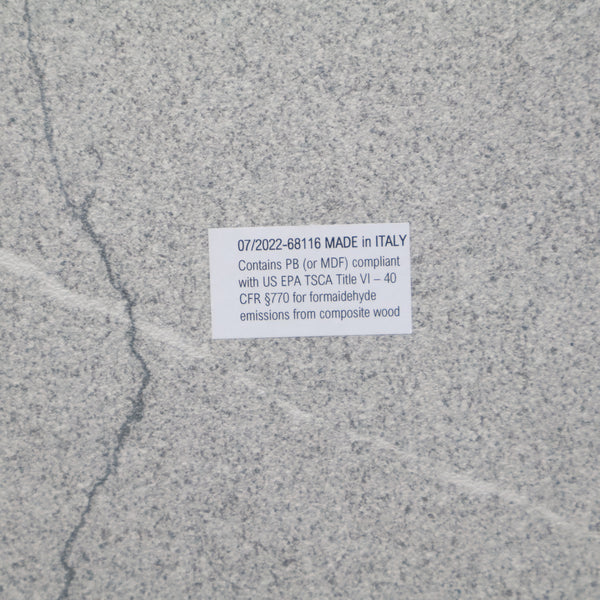 07/2022-68116 MADE in ITALY
Contains PB (or MDF) compliant
with US EPA TSCA Title VI – 40
CFR §770 for formaidehyde
emissions from composite wood